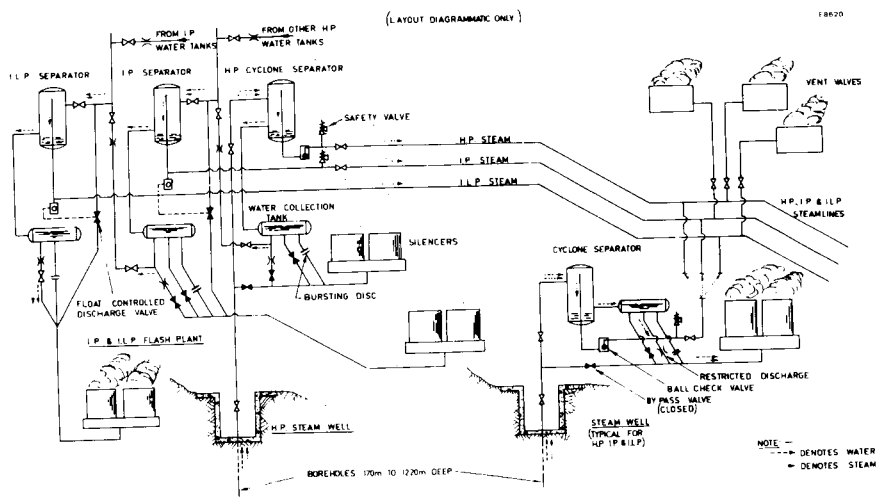 (LAYOUT DIAGRAMMATIC ONLY)
E8620
FROM I.P
WATER TANKS
FROM OTHER H.P
WATER TANKS
I.L.P SEPARATOR
I.P SEPARATOR
H.P CYCLONE SEPARATOR
VENT VALVES
SAFETY VALVE
H.P. STEAM
I.P. STEAM
I.L.P STEAM
H.P, I.P & I.L.P
STEAMLINES
WATER COLLECTION
TANK
SILENCERS
CYCLONE SEPARATOR
BURSTING DISC
FLOAT CONTROLLED
DISCHARGE VALVE
I.P & I.L.P FLASH PLANT
RESTRICTED DISCHARGE
BALL CHECK VALVE
BY PASS VALVE
(CLOSED)
H.P. STEAM WELL
STEAM WELL
(TYPICAL FOR
H.P I.P & I.L.P)
NOTE: —
DENOTES WATER
DENOTES STEAM
BOREHOLES 170m TO 1220m DEEP